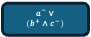 a⁻ ∨
(b⁺ ∧ c⁻)